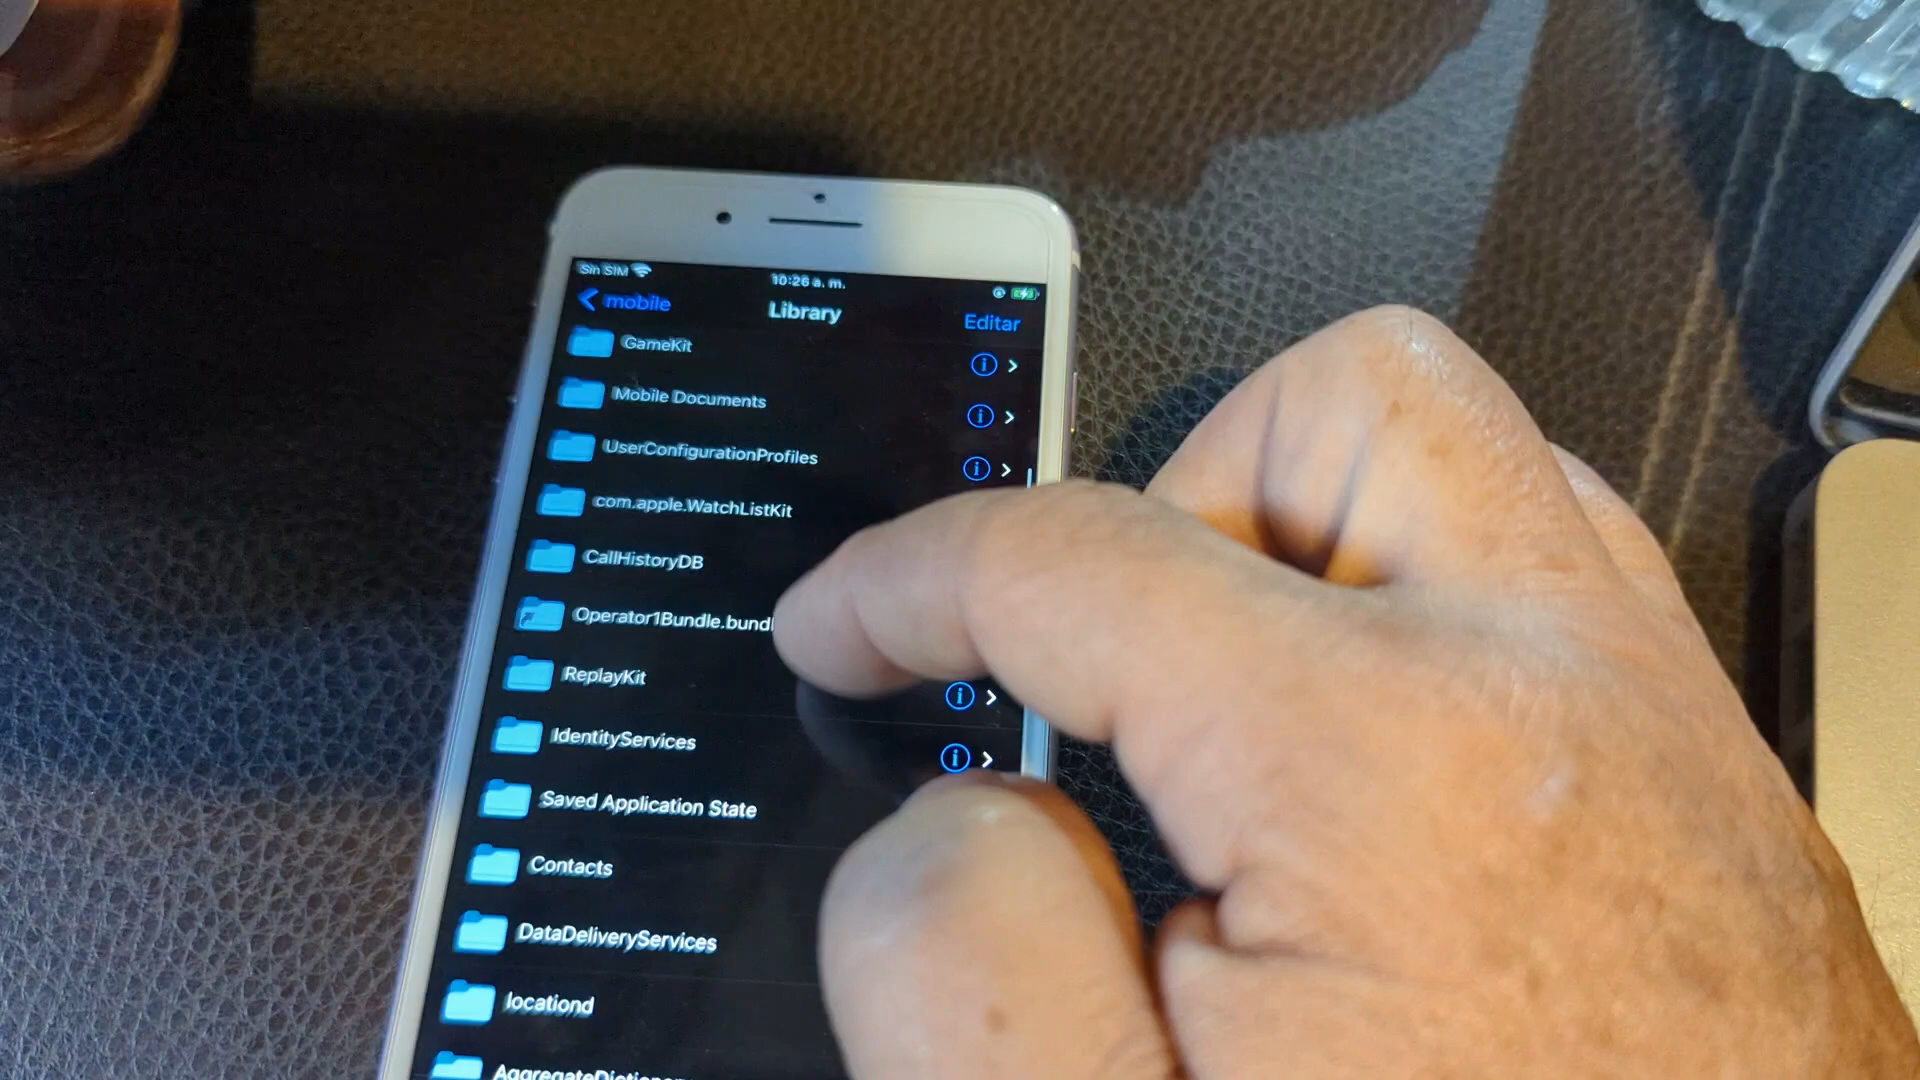 Sin SIM
10:26 a. m.
mobile
Library
Editar
GameKit
Mobile Documents
UserConfigurationProfiles
com.apple.WatchListKit
CallHistoryDB
Operator1Bundle.bundl
ReplayKit
IdentityServices
Saved Application State
Contacts
DataDeliveryServices
locationd